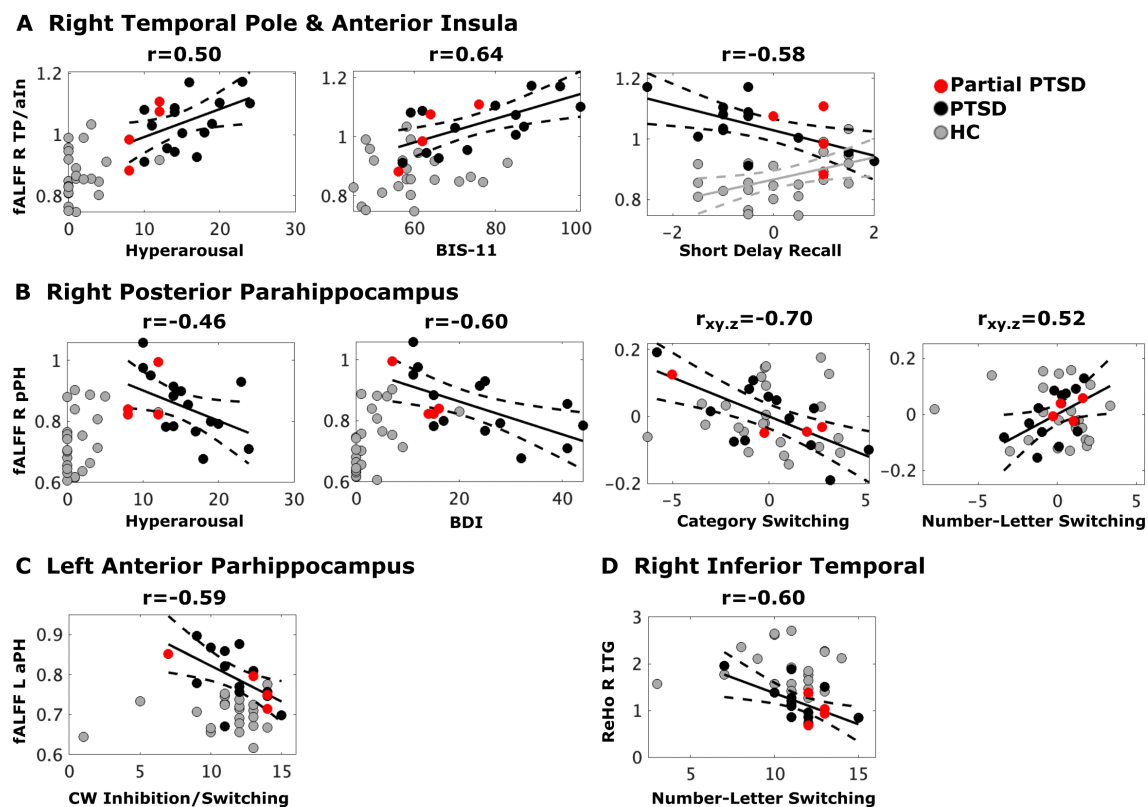 A Right Temporal Pole & Anterior Insula
r=0.50
r=0.64
r=-0.58
fALFF R TP/aIn
1.2
1
0.8
0 10 20 30
Hyperarousal
1.2
1
0.8
60 80 100
BIS-11
1.2
1
0.8
-2 0 2
Short Delay Recall
Partial PTSD
PTSD
HC
B Right Posterior Parahippocampus
r=-0.46
r=-0.60
rxy.z=-0.70
rxy.z=0.52
fALFF R pPH
1
0.8
0.6
0 10 20 30
Hyperarousal
1
0.8
0.6
0 20 40
BDI
0.2
0
-0.2
-5 0 5
Category Switching
0.2
0
-0.2
-5 0 5
Number-Letter Switching
C Left Anterior Parhippocampus
r=-0.59
fALFF L aPH
0.9
0.8
0.7
0.6
0 5 10 15
CW Inhibition/Switching
D Right Inferior Temporal
r=-0.60
ReHo R ITG
3
2
1
0
5 10 15
Number-Letter Switching